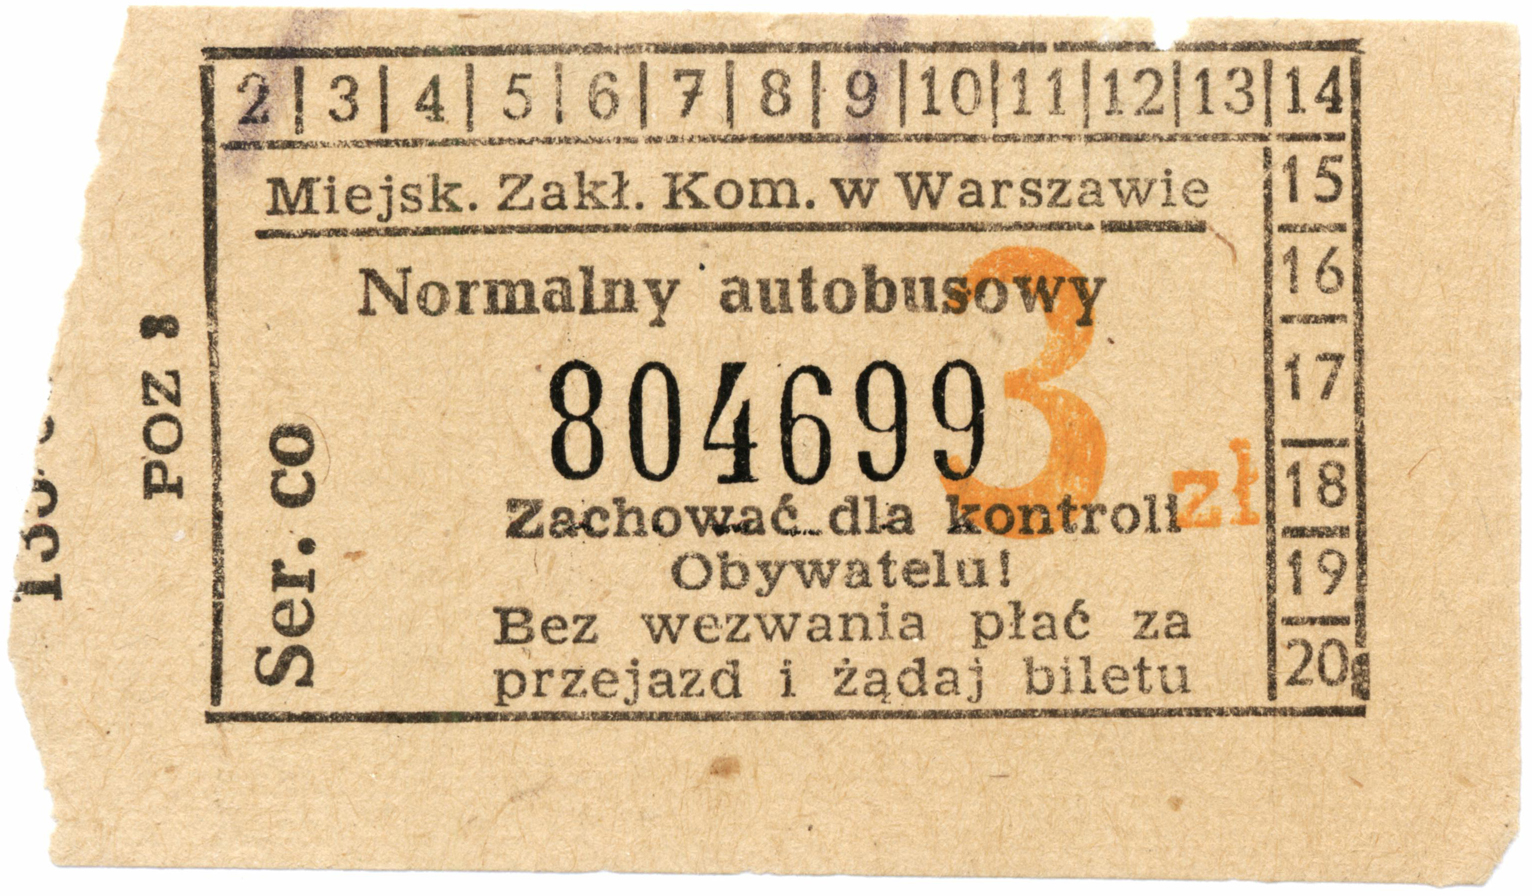 2 | 3 | 4 | 5 | 6 | 7 | 8 | 9 | 10 | 11 | 12 | 13 | 14
15
16
17
18
19
20
Miejsk. Zakł. Kom. w Warszawie
Normalny autobusowy
804699
3 zł
Zachować dla kontroli
Obywatelu!
Bez wezwania płać za
przejazd i żądaj biletu
Ser. co
POZ 8